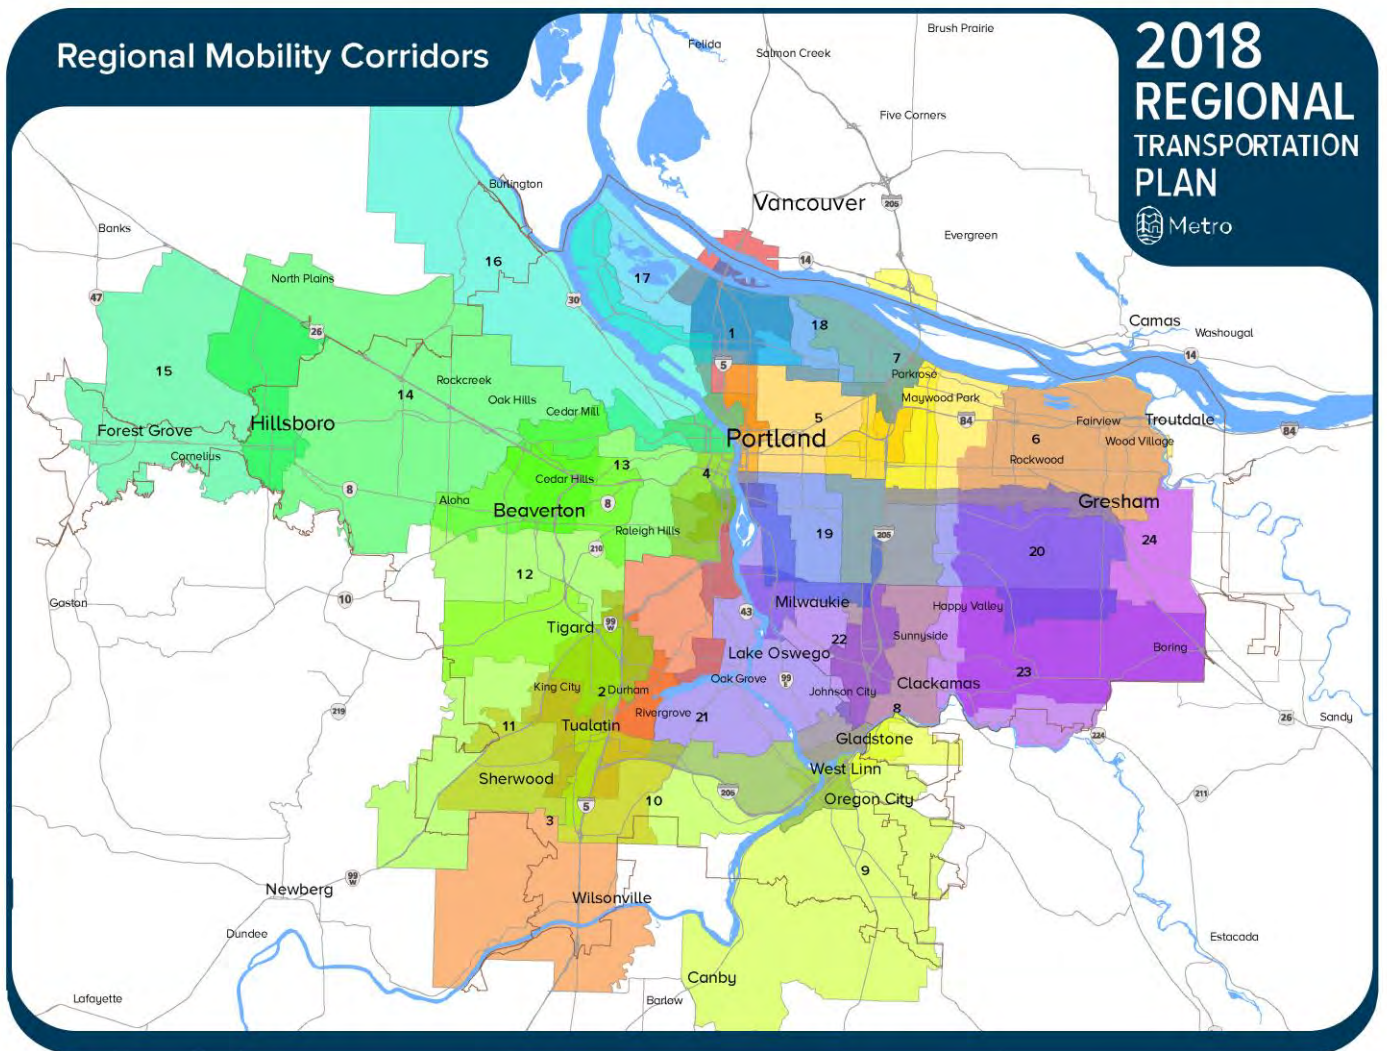 Regional Mobility Corridors
2018
REGIONAL
TRANSPORTATION
PLAN
Metro
Brush Prairie
Felida
Salmon Creek
Five Corners
Burlington
Vancouver
205
Banks
Evergreen
16
14
17
North Plains
47
30
Camas
Washougal
26
18
1
14
7
5
15
Parkrose
Rockcreek
14
Oak Hills
Maywood Park
Cedar Mill
5
84
Fairview
Troutdale
Hillsboro
84
Forest Grove
Portland
6
Wood Village
Cornelius
13
Rockwood
4
Cedar Hills
8
Aloha
8
Gresham
Beaverton
Raleigh Hills
19
205
24
210
20
12
10
Gaston
Milwaukie
Happy Valley
43
Tigard
99
W
22
Sunnyside
Boring
Lake Oswego
23
Oak Grove
99
E
Clackamas
King City
2
Durham
Johnson City
219
8
Rivergrove
21
11
Tualatin
26
Sandy
Gladstone
224
West Linn
Sherwood
205
211
10
Oregon City
5
3
9
99
W
Newberg
Wilsonville
Dundee
Estacada
Canby
Lafayette
Barlow